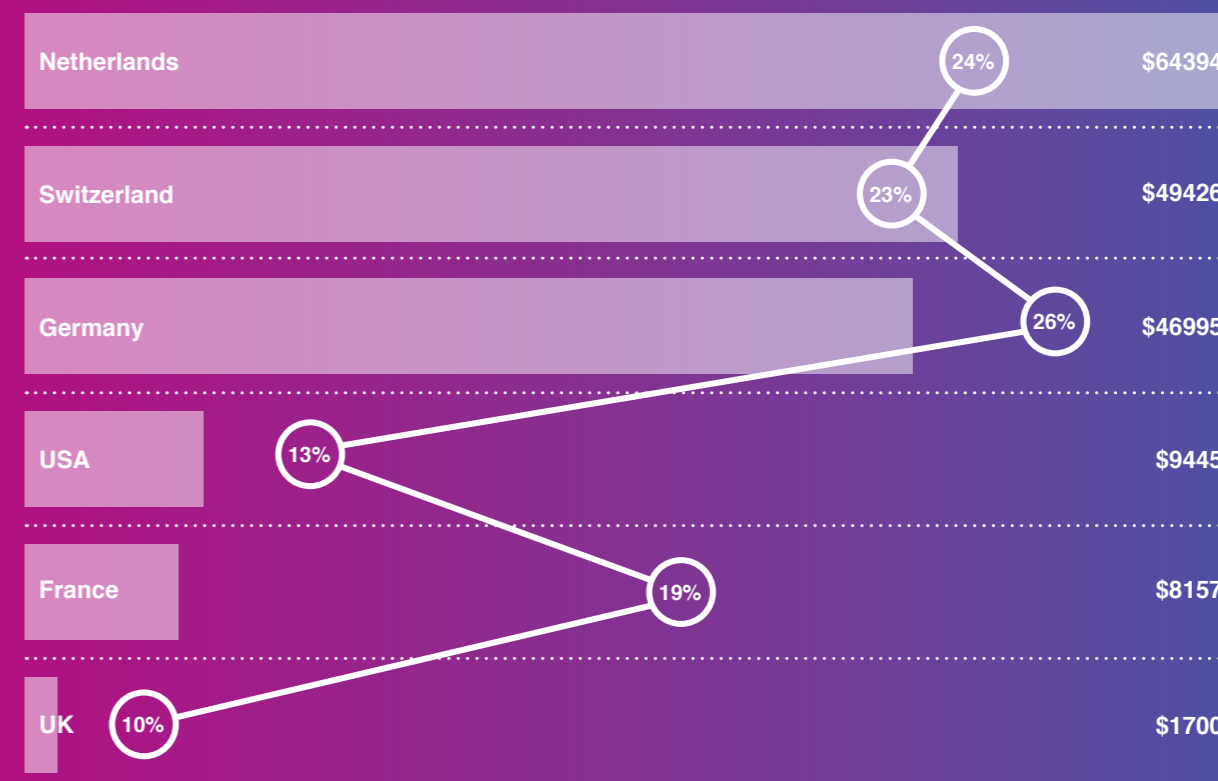 Netherlands 24% $64394
Switzerland 23% $49426
Germany 26% $46995
USA 13% $9445
France 19% $8157
UK 10% $1700